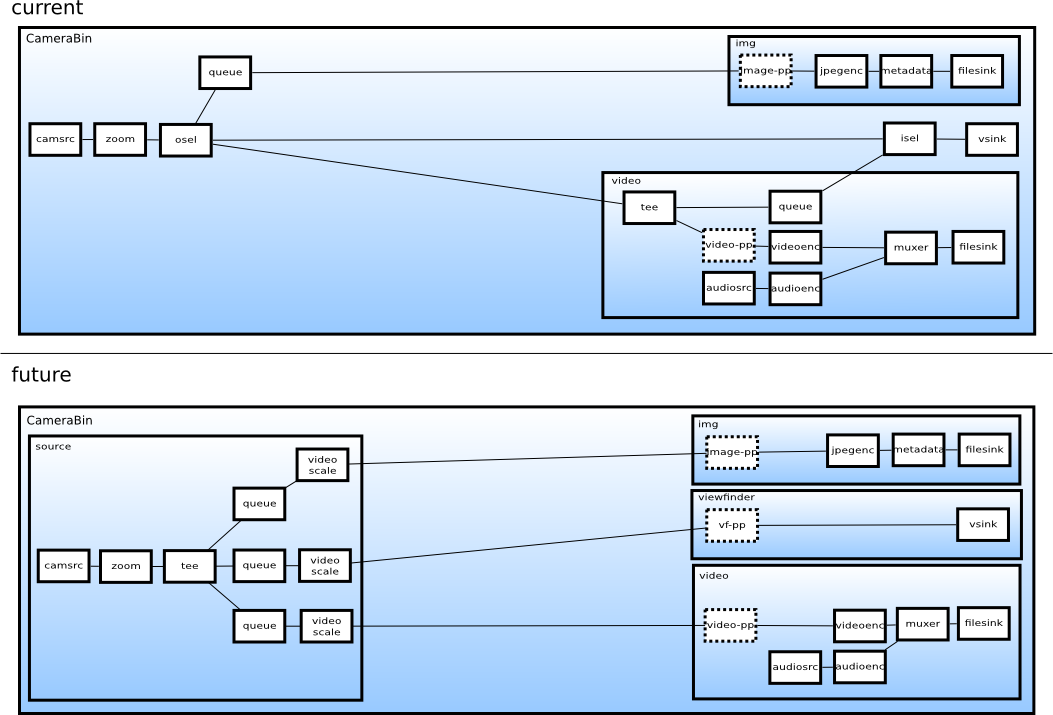 current
CameraBin
img
queue
image-pp
jpegenc
metadata
filesink
camsrc
zoom
osel
isel
vsink
video
tee
queue
video-pp
videoenc
muxer
filesink
audiosrc
audioenc
future
CameraBin
source
img
video
scale
image-pp
jpegenc
metadata
filesink
queue
viewfinder
vf-pp
vsink
camsrc
zoom
tee
queue
video
scale
video
queue
video
scale
video-pp
videoenc
muxer
filesink
audiosrc
audioenc